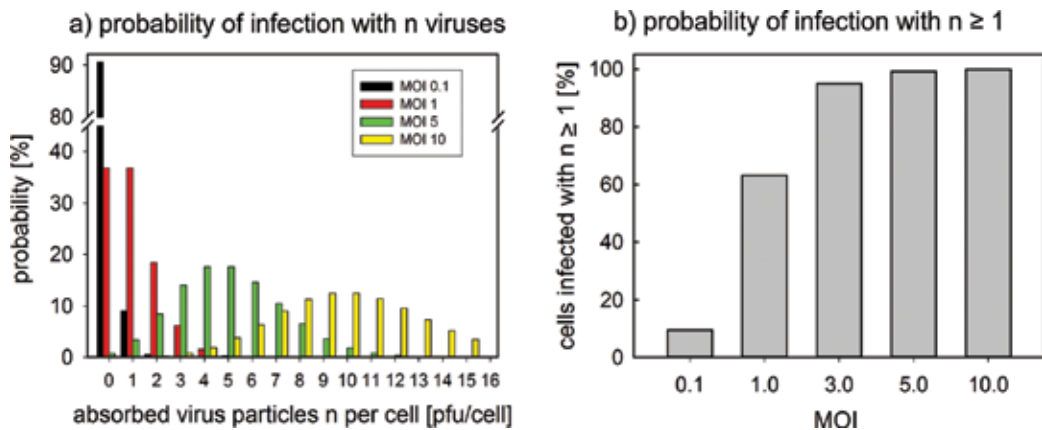 a) probability of infection with n viruses
90
80
40
30
20
10
0
probability [%]
MOI 0.1
MOI 1
MOI 5
MOI 10
0 1 2 3 4 5 6 7 8 9 10 11 12 13 14 15 16
absorbed virus particles n per cell [pfu/cell]
b) probability of infection with n ≥ 1
100
80
60
40
20
0
cells infected with n ≥ 1 [%]
0.1 1.0 3.0 5.0 10.0
MOI